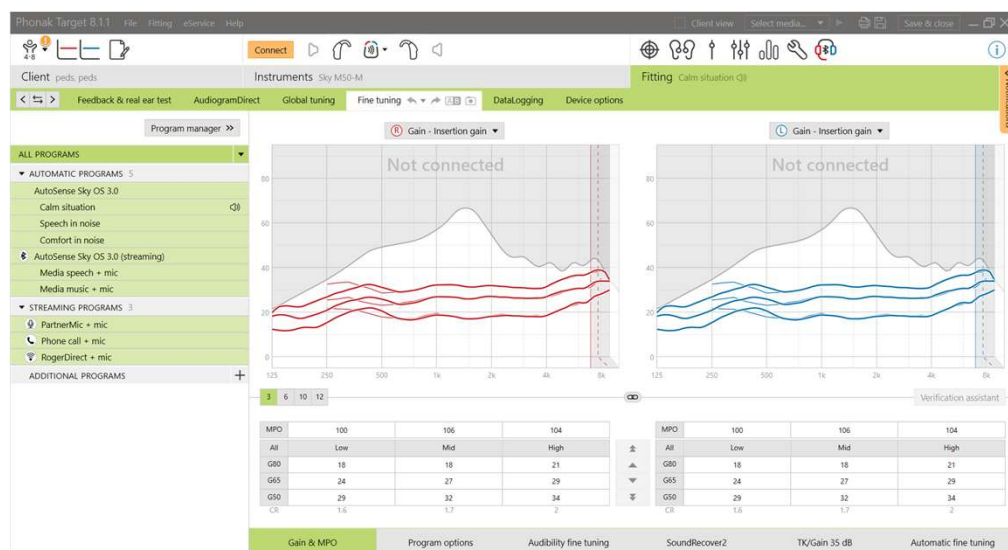 Phonak Target 8.1.1 File Fitting eService Help Client view Select media... Save & close
4-8 Connect
Client peds, peds Instruments Sky M50-M Fitting Calm situation
Feedback & real ear test AudiogramDirect Global tuning Fine tuning DataLogging Device options
Program manager >>
R Gain - Insertion gain L Gain - Insertion gain
ALL PROGRAMS
AUTOMATIC PROGRAMS 5
AutoSense Sky OS 3.0
Calm situation
Speech in noise
Comfort in noise
AutoSense Sky OS 3.0 (streaming)
Media speech + mic
Media music + mic
STREAMING PROGRAMS 3
PartnerMic + mic
Phone call + mic
RogerDirect + mic
ADDITIONAL PROGRAMS +
Not connected Not connected
80 80
60 60
40 40
20 20
0 0
125 250 500 1k 2k 4k 8k 125 250 500 1k 2k 4k 8k
3 6 10 12 Verification assistant
MPO 100 106 104 MPO 100 106 104
All Low Mid High All Low Mid High
G80 18 18 21 G80 18 18 21
G65 24 27 29 G65 24 27 29
G50 29 32 34 G50 29 32 34
CR 1.6 1.7 2 CR 1.6 1.7 2
Gain & MPO Program options Audibility fine tuning SoundRecover2 TK/Gain 35 dB Automatic fine tuning